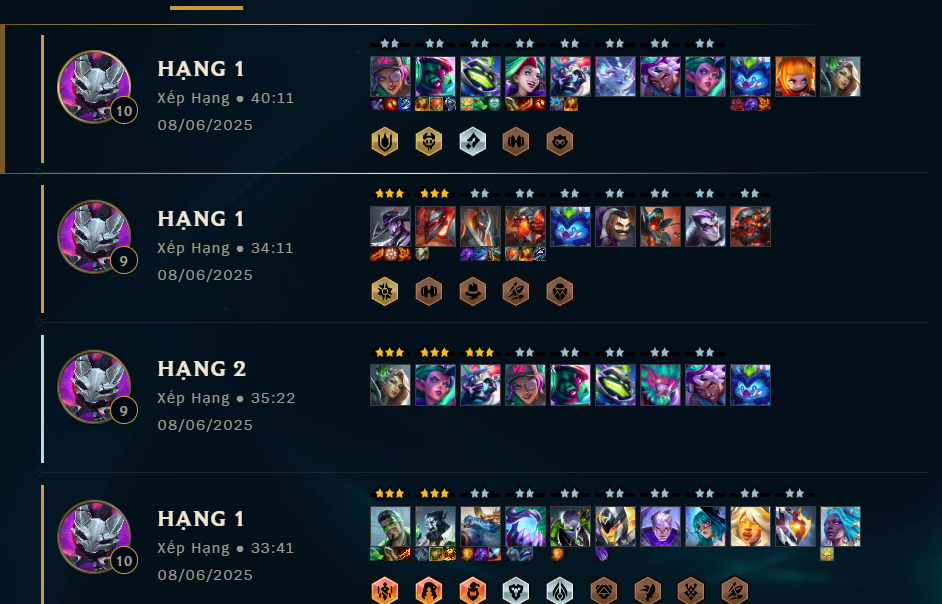 10
HẠNG 1
Xếp Hạng ● 40:11
08/06/2025
9
HẠNG 1
Xếp Hạng ● 34:11
08/06/2025
9
HẠNG 2
Xếp Hạng ● 35:22
08/06/2025
10
HẠNG 1
Xếp Hạng ● 33:41
08/06/2025